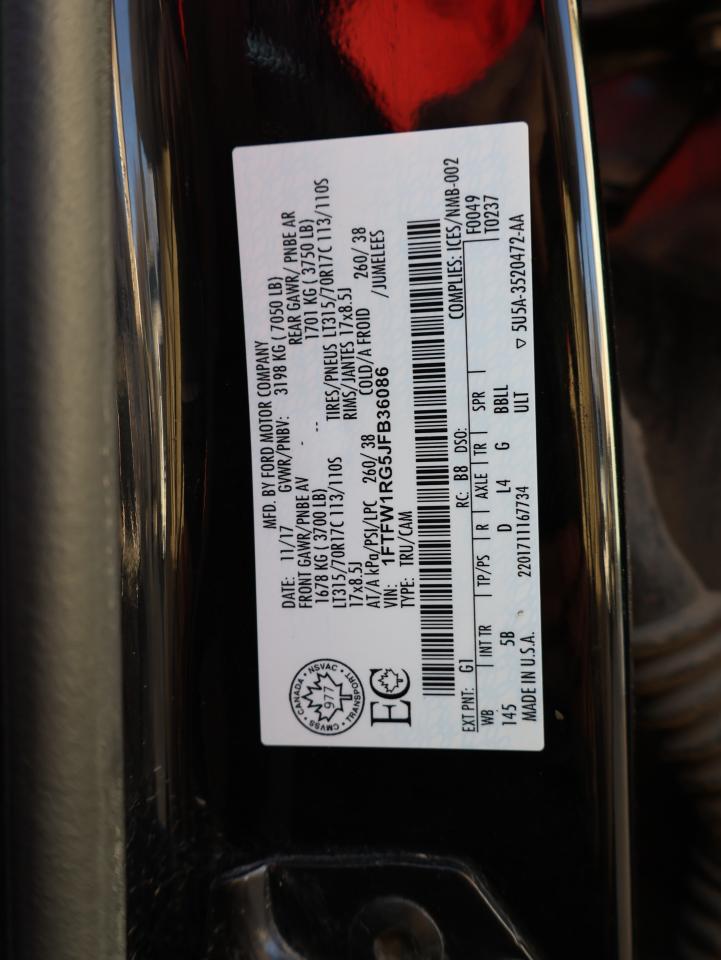 MFD. BY FORD MOTOR COMPANY
DATE: 11/17 GVWR/PNBV: 3198 KG ( 7050 LB)
FRONT GAWR/PNBE AV - REAR GAWR/ PNBE AR
1678 KG ( 3700 LB) -- 1701 KG ( 3750 LB)
LT315/70R17C 113/110S TIRES/PNEUS LT315/70R17C 113/110S
17x8.5J RIMS/JANTES 17x8.5J
AT/A kPa/PSI/LPC 260/ 38 COLD/A FROID 260/ 38
VIN: 1FTFW1RG5JFB36086 /JUMELEES
TYPE: TRU/CAM
CANADA • NSVAC • TRANSPORT • CMVSS •
977
EC
COMPLIES: ICES/NMB-002
EXT PNT: G1 RC: B8 DSO: F0049
T0237
WB INT TR TP/PS R AXLE TR SPR
145 5B D L4 G BBLL
ULT
MADE IN U.S.A. 22017111167734 ▽ 5U5A-3520472-AA